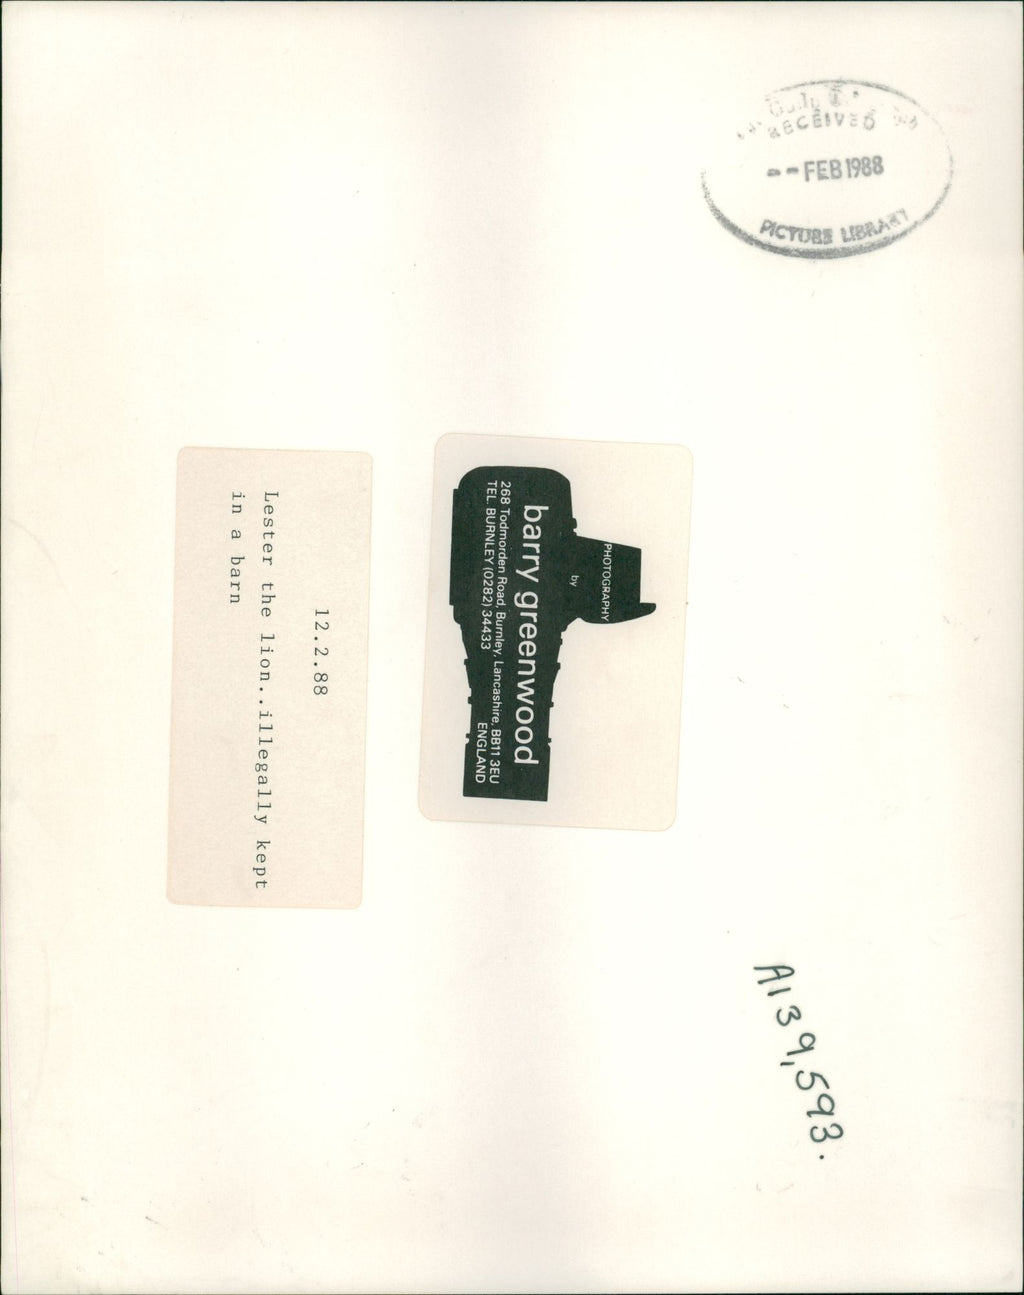 RECEIVED
FEB 1988
PICTURE LIBRARY
PHOTOGRAPHY
by
barry greenwood
268 Todmorden Road, Burnley, Lancashire, BB11 3EU
TEL. BURNLEY (0282) 34433 ENGLAND
12.2.88
Lester the lion..illegally kept
in a barn
A139,593.